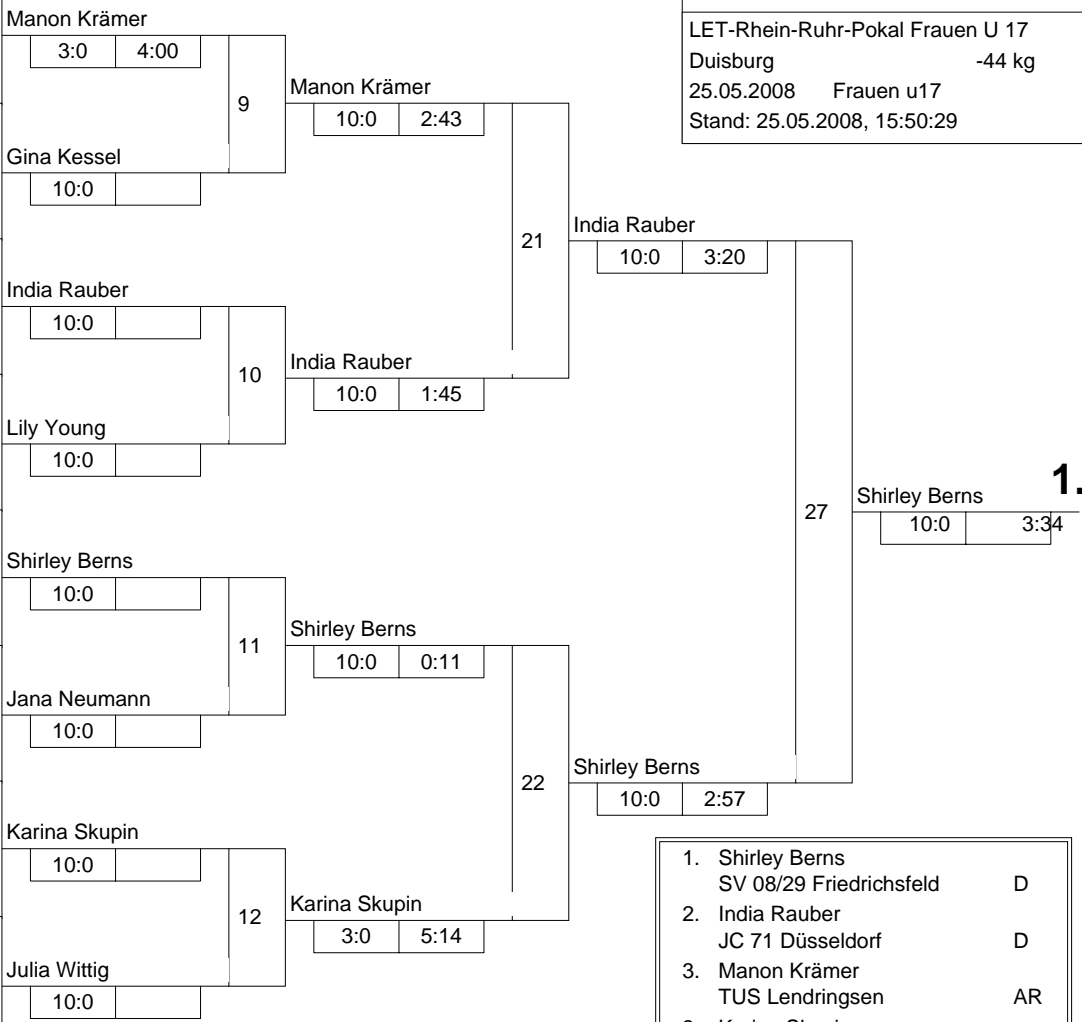 LET-Rhein-Ruhr-Pokal Frauen U 17
Duisburg -44 kg
25.05.2008 Frauen u17
Stand: 25.05.2008, 15:50:29
Manon Krämer
3:0 4:00
9
Gina Kessel
10:0
Manon Krämer
10:0 2:43
21
India Rauber
10:0
10
Lily Young
10:0
India Rauber
10:0 1:45
India Rauber
10:0 3:20
27
Shirley Berns 1.
10:0 3:34
Shirley Berns
10:0
11
Jana Neumann
10:0
Shirley Berns
10:0 0:11
22
Karina Skupin
10:0
12
Julia Wittig
10:0
Karina Skupin
3:0 5:14
Shirley Berns
10:0 2:57
1. Shirley Berns
SV 08/29 Friedrichsfeld D
2. India Rauber
JC 71 Düsseldorf D
3. Manon Krämer
TUS Lendringsen AR